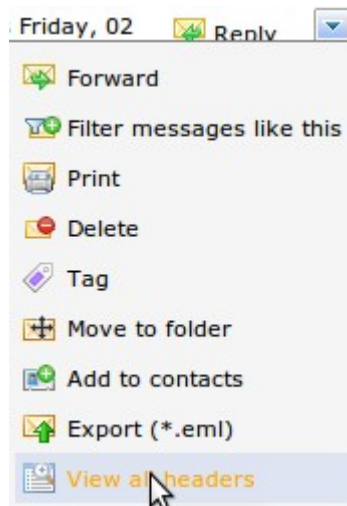 Friday, 02 Reply
Forward
Filter messages like this
Print
Delete
Tag
Move to folder
Add to contacts
Export (*.eml)
View all headers